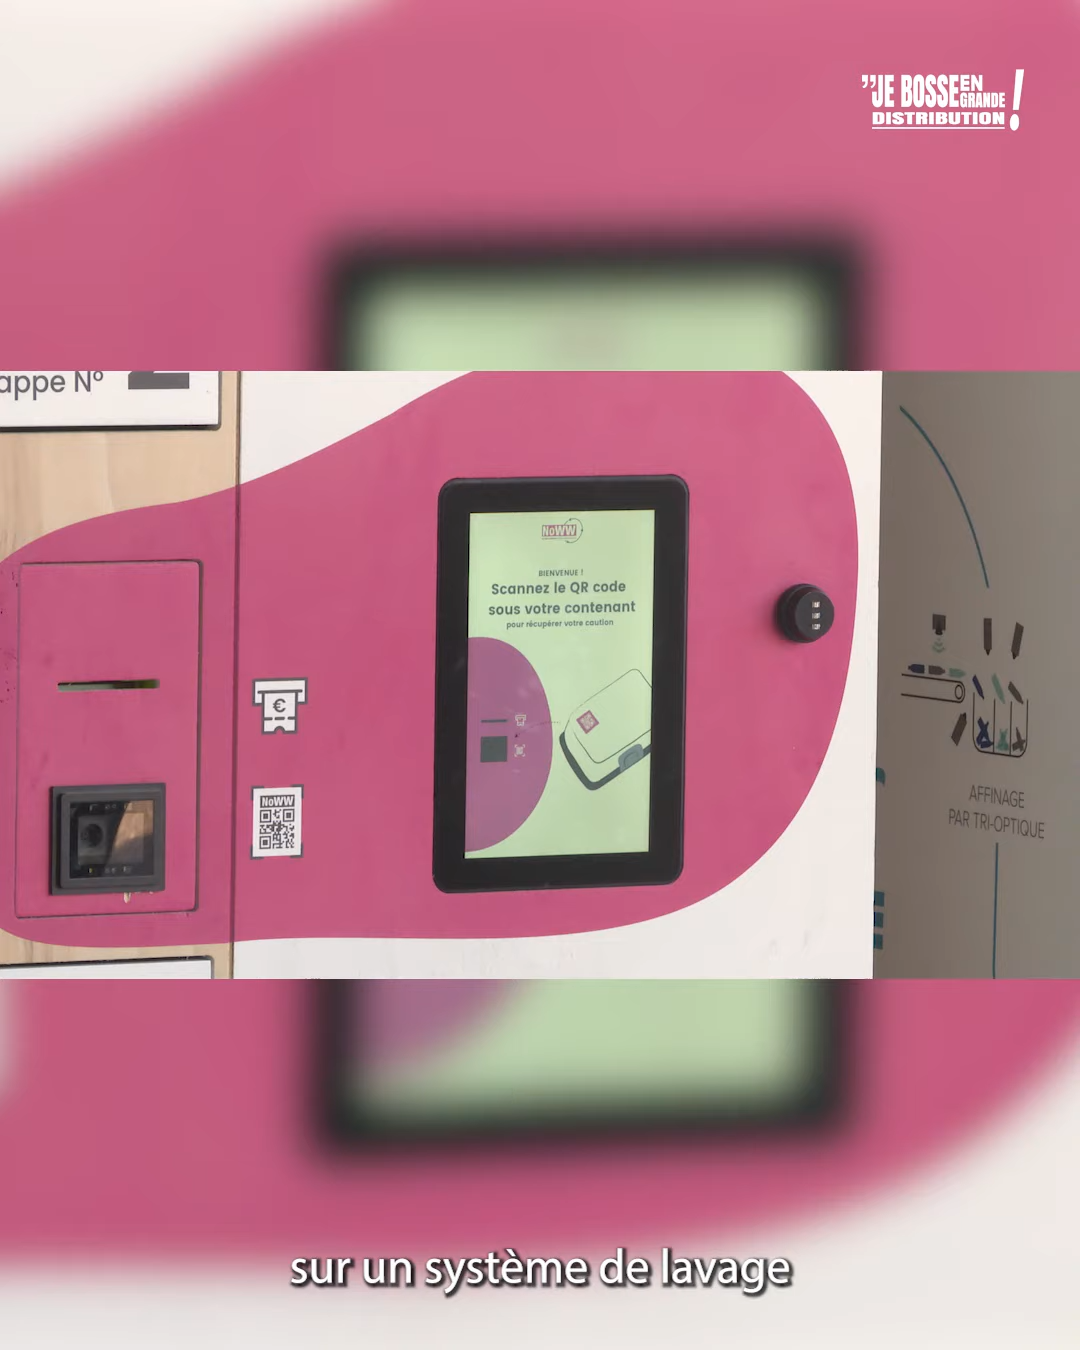 "JE BOSSE EN
GRANDE
DISTRIBUTION!
appe N°
NoWW
BIENVENUE !
Scannez le QR code
sous votre contenant
pour récupérer votre caution
€
NoWW
AFFINAGE
PAR TRI-OPTIQUE
sur un système de lavage